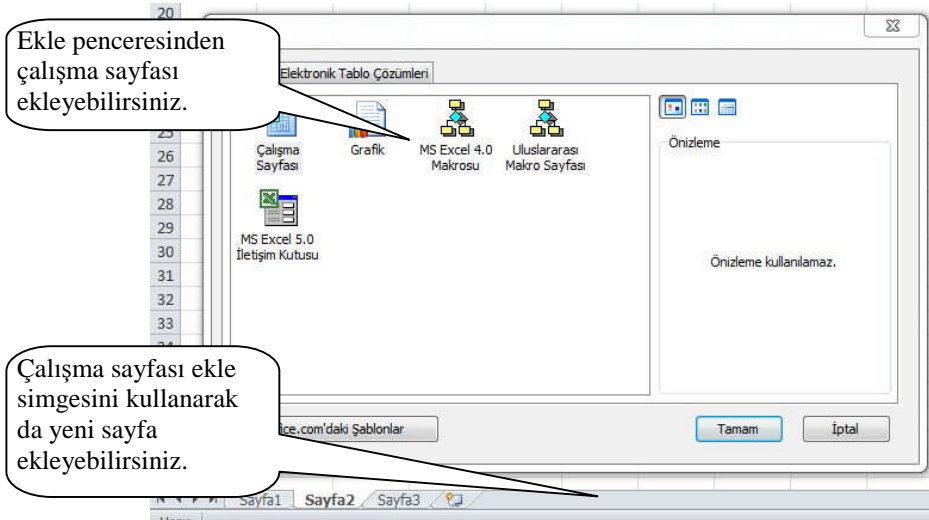 20
Ekle penceresinden
çalışma sayfası
ekleyebilirsiniz.
Elektronik Tablo Çözümleri
25
26
27
28
29
30
31
32
33
Çalışma
Sayfası
Grafik
MS Excel 4.0
Makrosu
Uluslararası
Makro Sayfası
MS Excel 5.0
İletişim Kutusu
Önizleme
Önizleme kullanılamaz.
Çalışma sayfası ekle
simgesini kullanarak
da yeni sayfa
ekleyebilirsiniz.
ice.com'daki Şablonlar
Tamam
İptal
Sayfa1 Sayfa2 Sayfa3